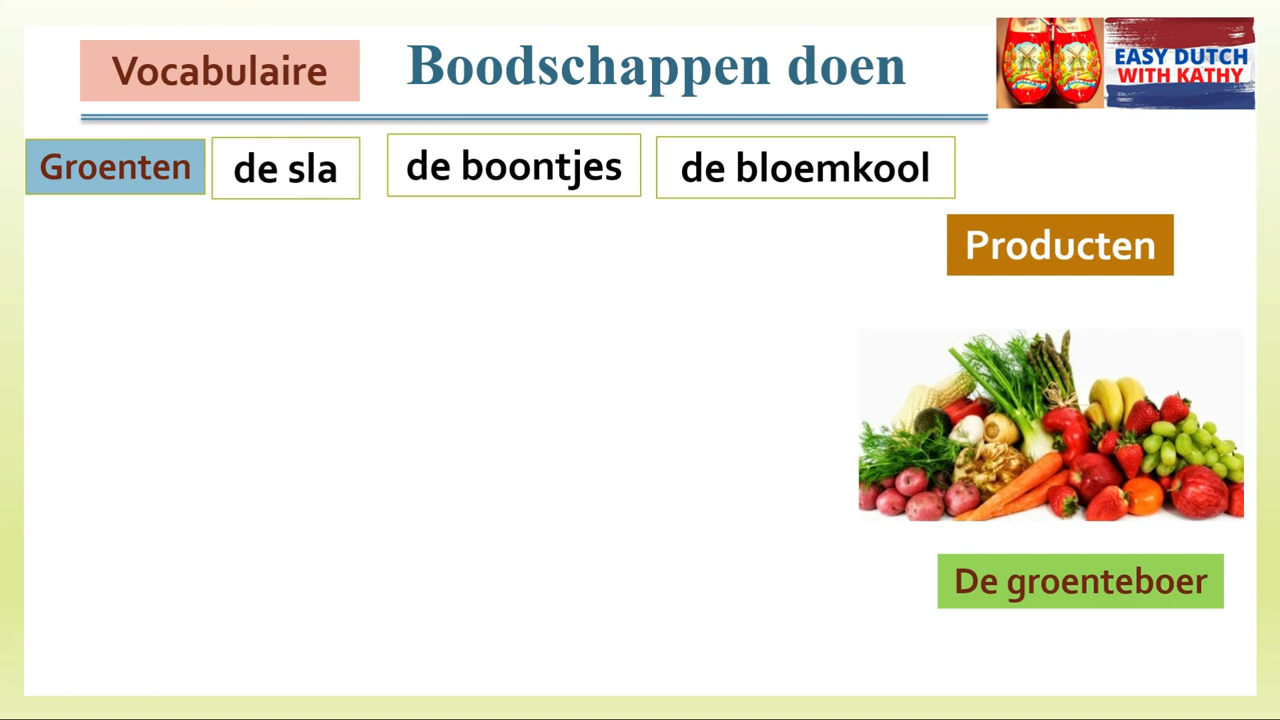 Vocabulaire
Boodschappen doen
EASY DUTCH
WITH KATHY
Groenten
de sla
de boontjes
de bloemkool
Producten
De groenteboer